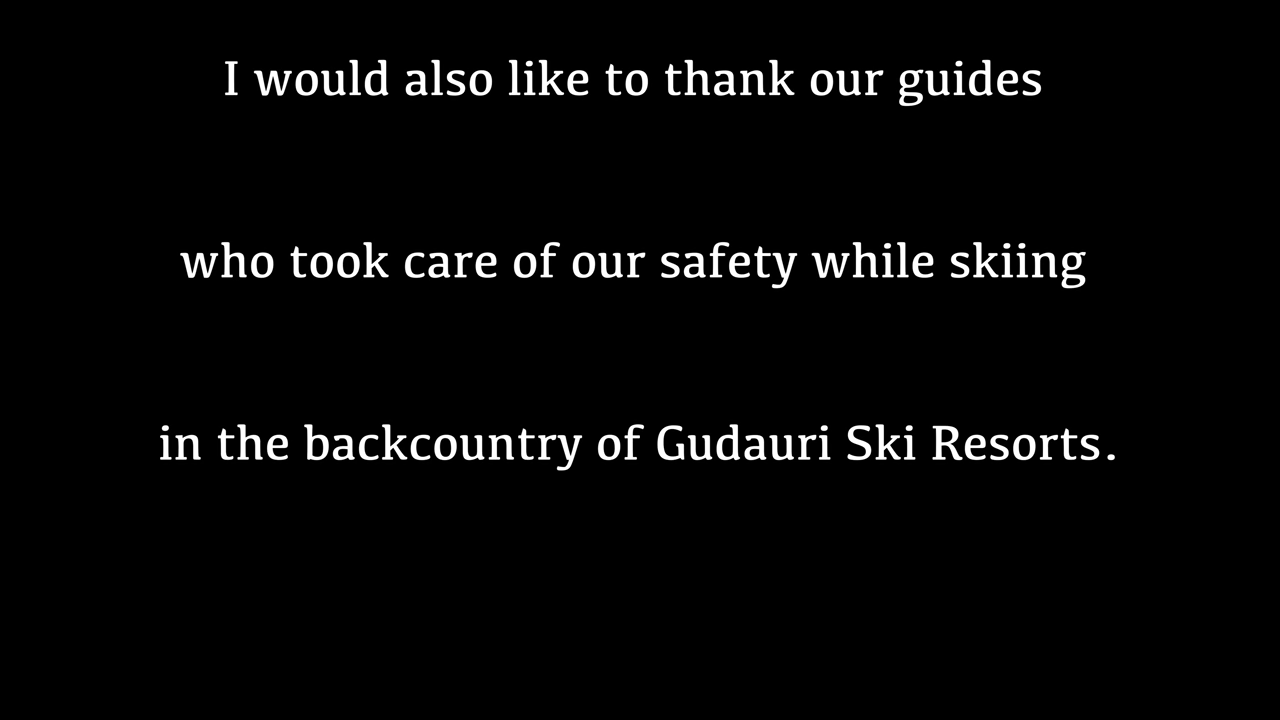 I would also like to thank our guides
who took care of our safety while skiing
in the backcountry of Gudauri Ski Resorts.